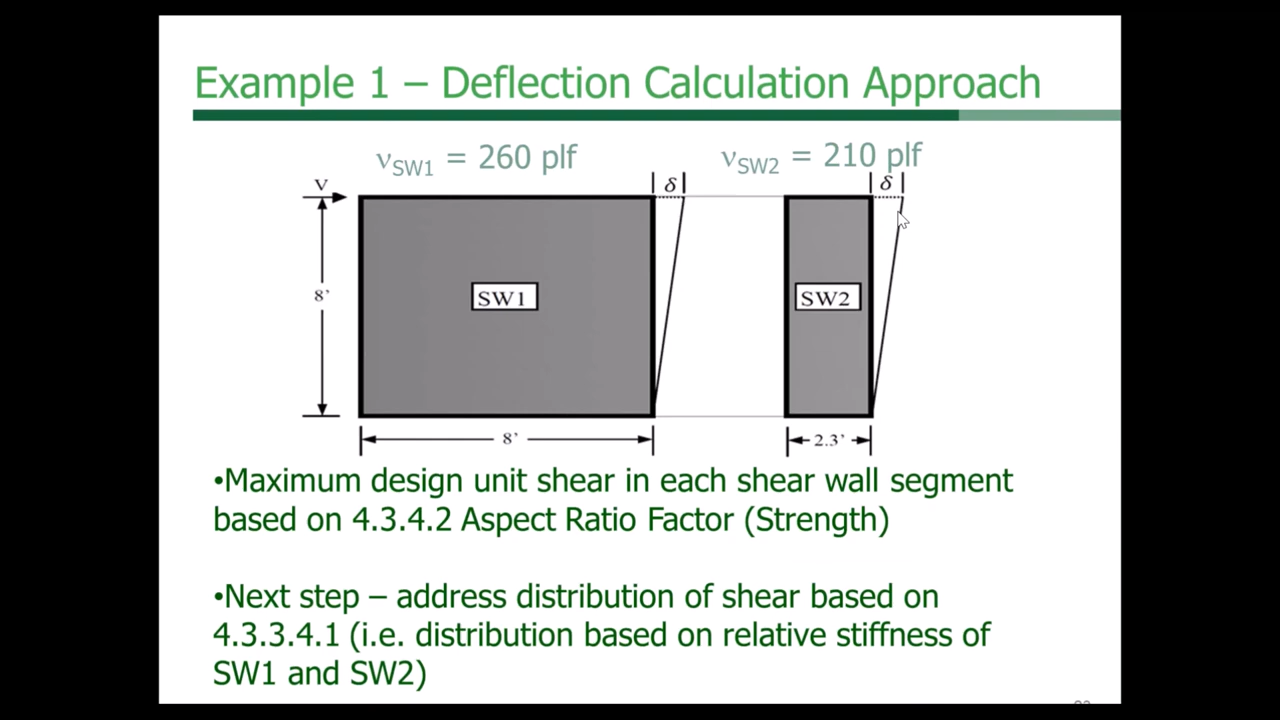 Example 1 – Deflection Calculation Approach
νSW1 = 260 plf
νSW2 = 210 plf
V
δ
δ
8'
SW1
SW2
8'
2.3'
•Maximum design unit shear in each shear wall segment
based on 4.3.4.2 Aspect Ratio Factor (Strength)
•Next step – address distribution of shear based on
4.3.3.4.1 (i.e. distribution based on relative stiffness of
SW1 and SW2)